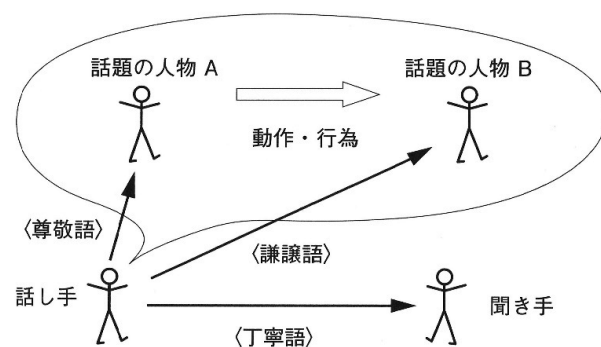 話題の人物 A
話題の人物 B
動作・行為
〈尊敬語〉
〈謙譲語〉
話し手
聞き手
〈丁寧語〉